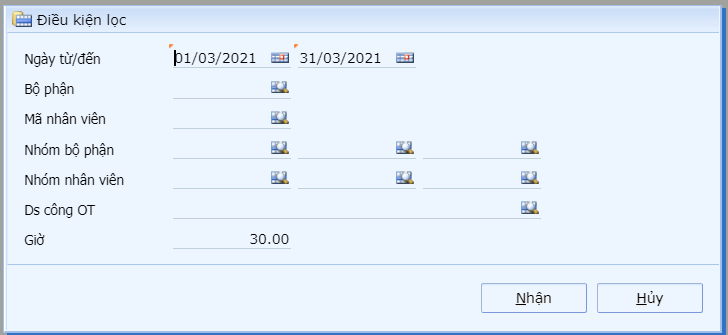 Điều kiện lọc
Ngày từ/đến 01/03/2021 31/03/2021
Bộ phận
Mã nhân viên
Nhóm bộ phận
Nhóm nhân viên
Ds công OT
Giờ 30.00
Nhận Hủy